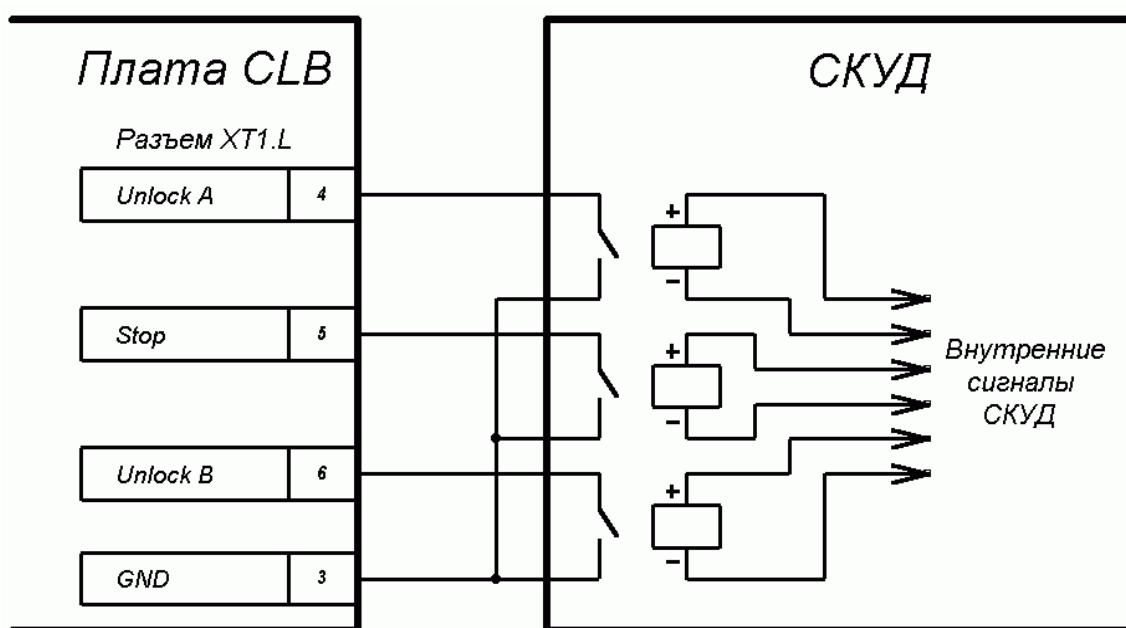 Плата CLB
СКУД
Разъем XT1.L
Unlock A 4
+
−
Stop 5
+
−
Внутренние
сигналы
СКУД
Unlock B 6
+
−
GND 3